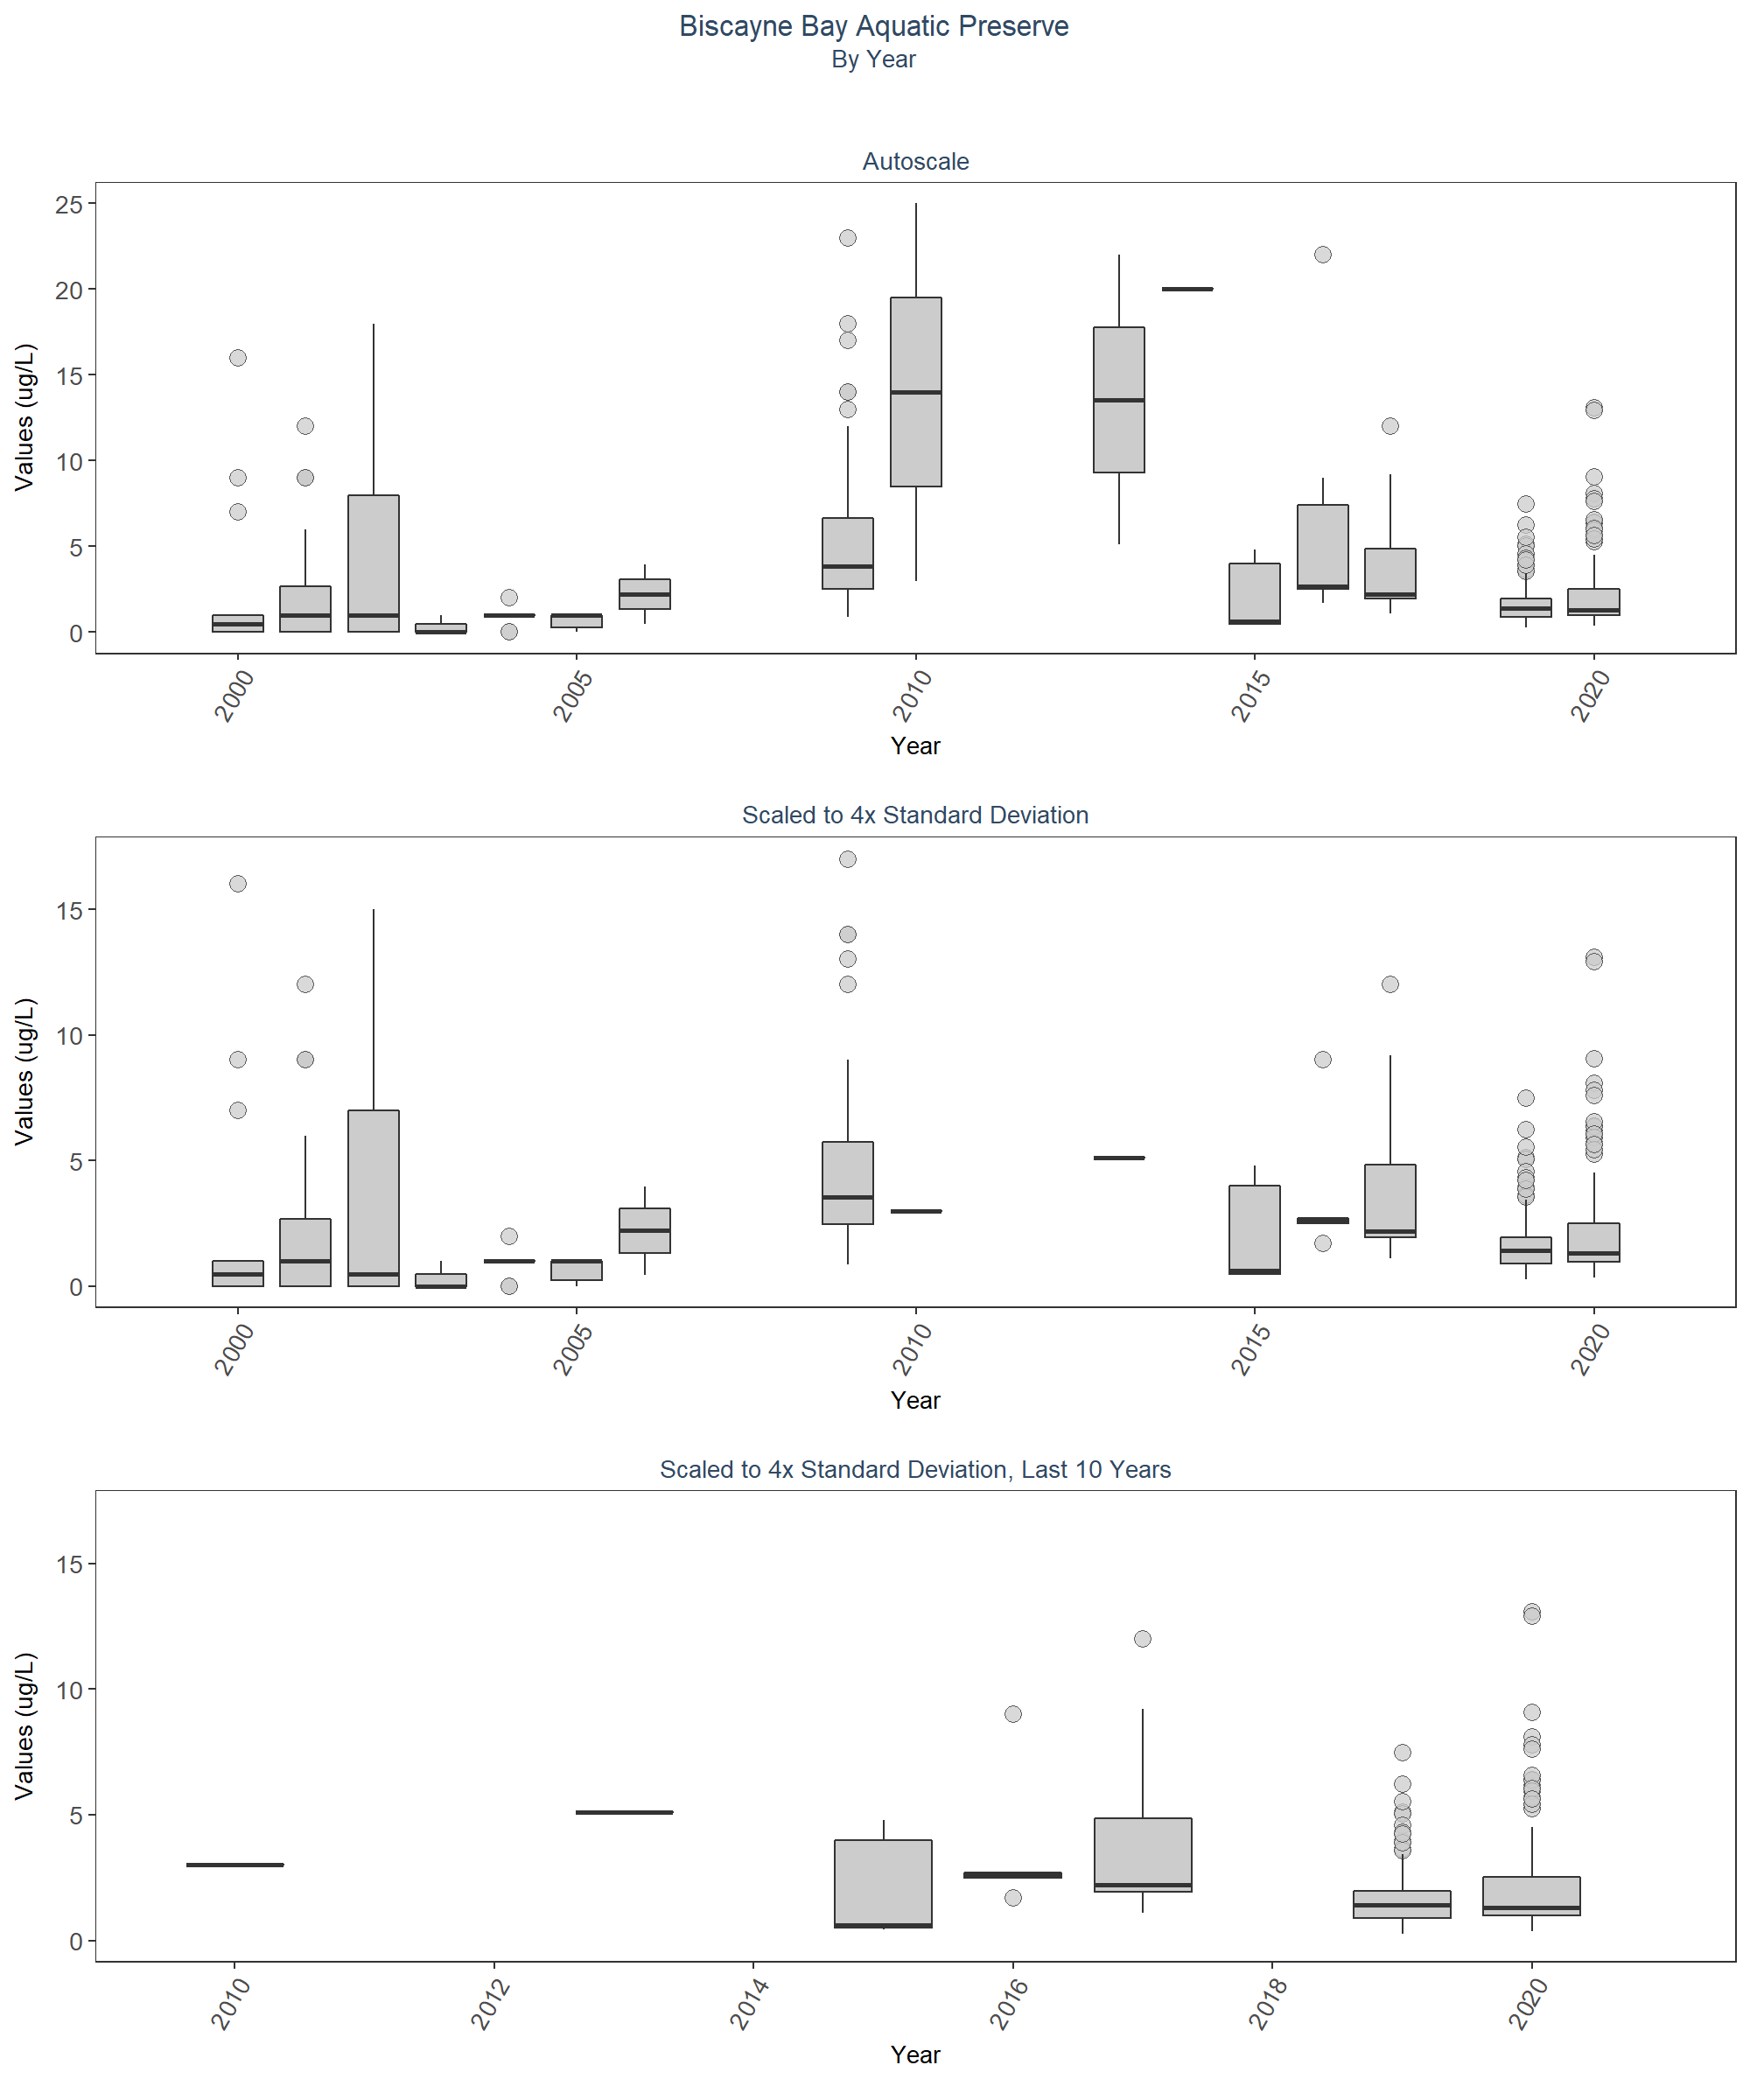 Biscayne Bay Aquatic Preserve
By Year
Autoscale
Values (ug/L)
25
20
15
10
5
0
2000 2005 2010 2015 2020
Year
Scaled to 4x Standard Deviation
Values (ug/L)
15
10
5
0
2000 2005 2010 2015 2020
Year
Scaled to 4x Standard Deviation, Last 10 Years
Values (ug/L)
15
10
5
0
2010 2012 2014 2016 2018 2020
Year